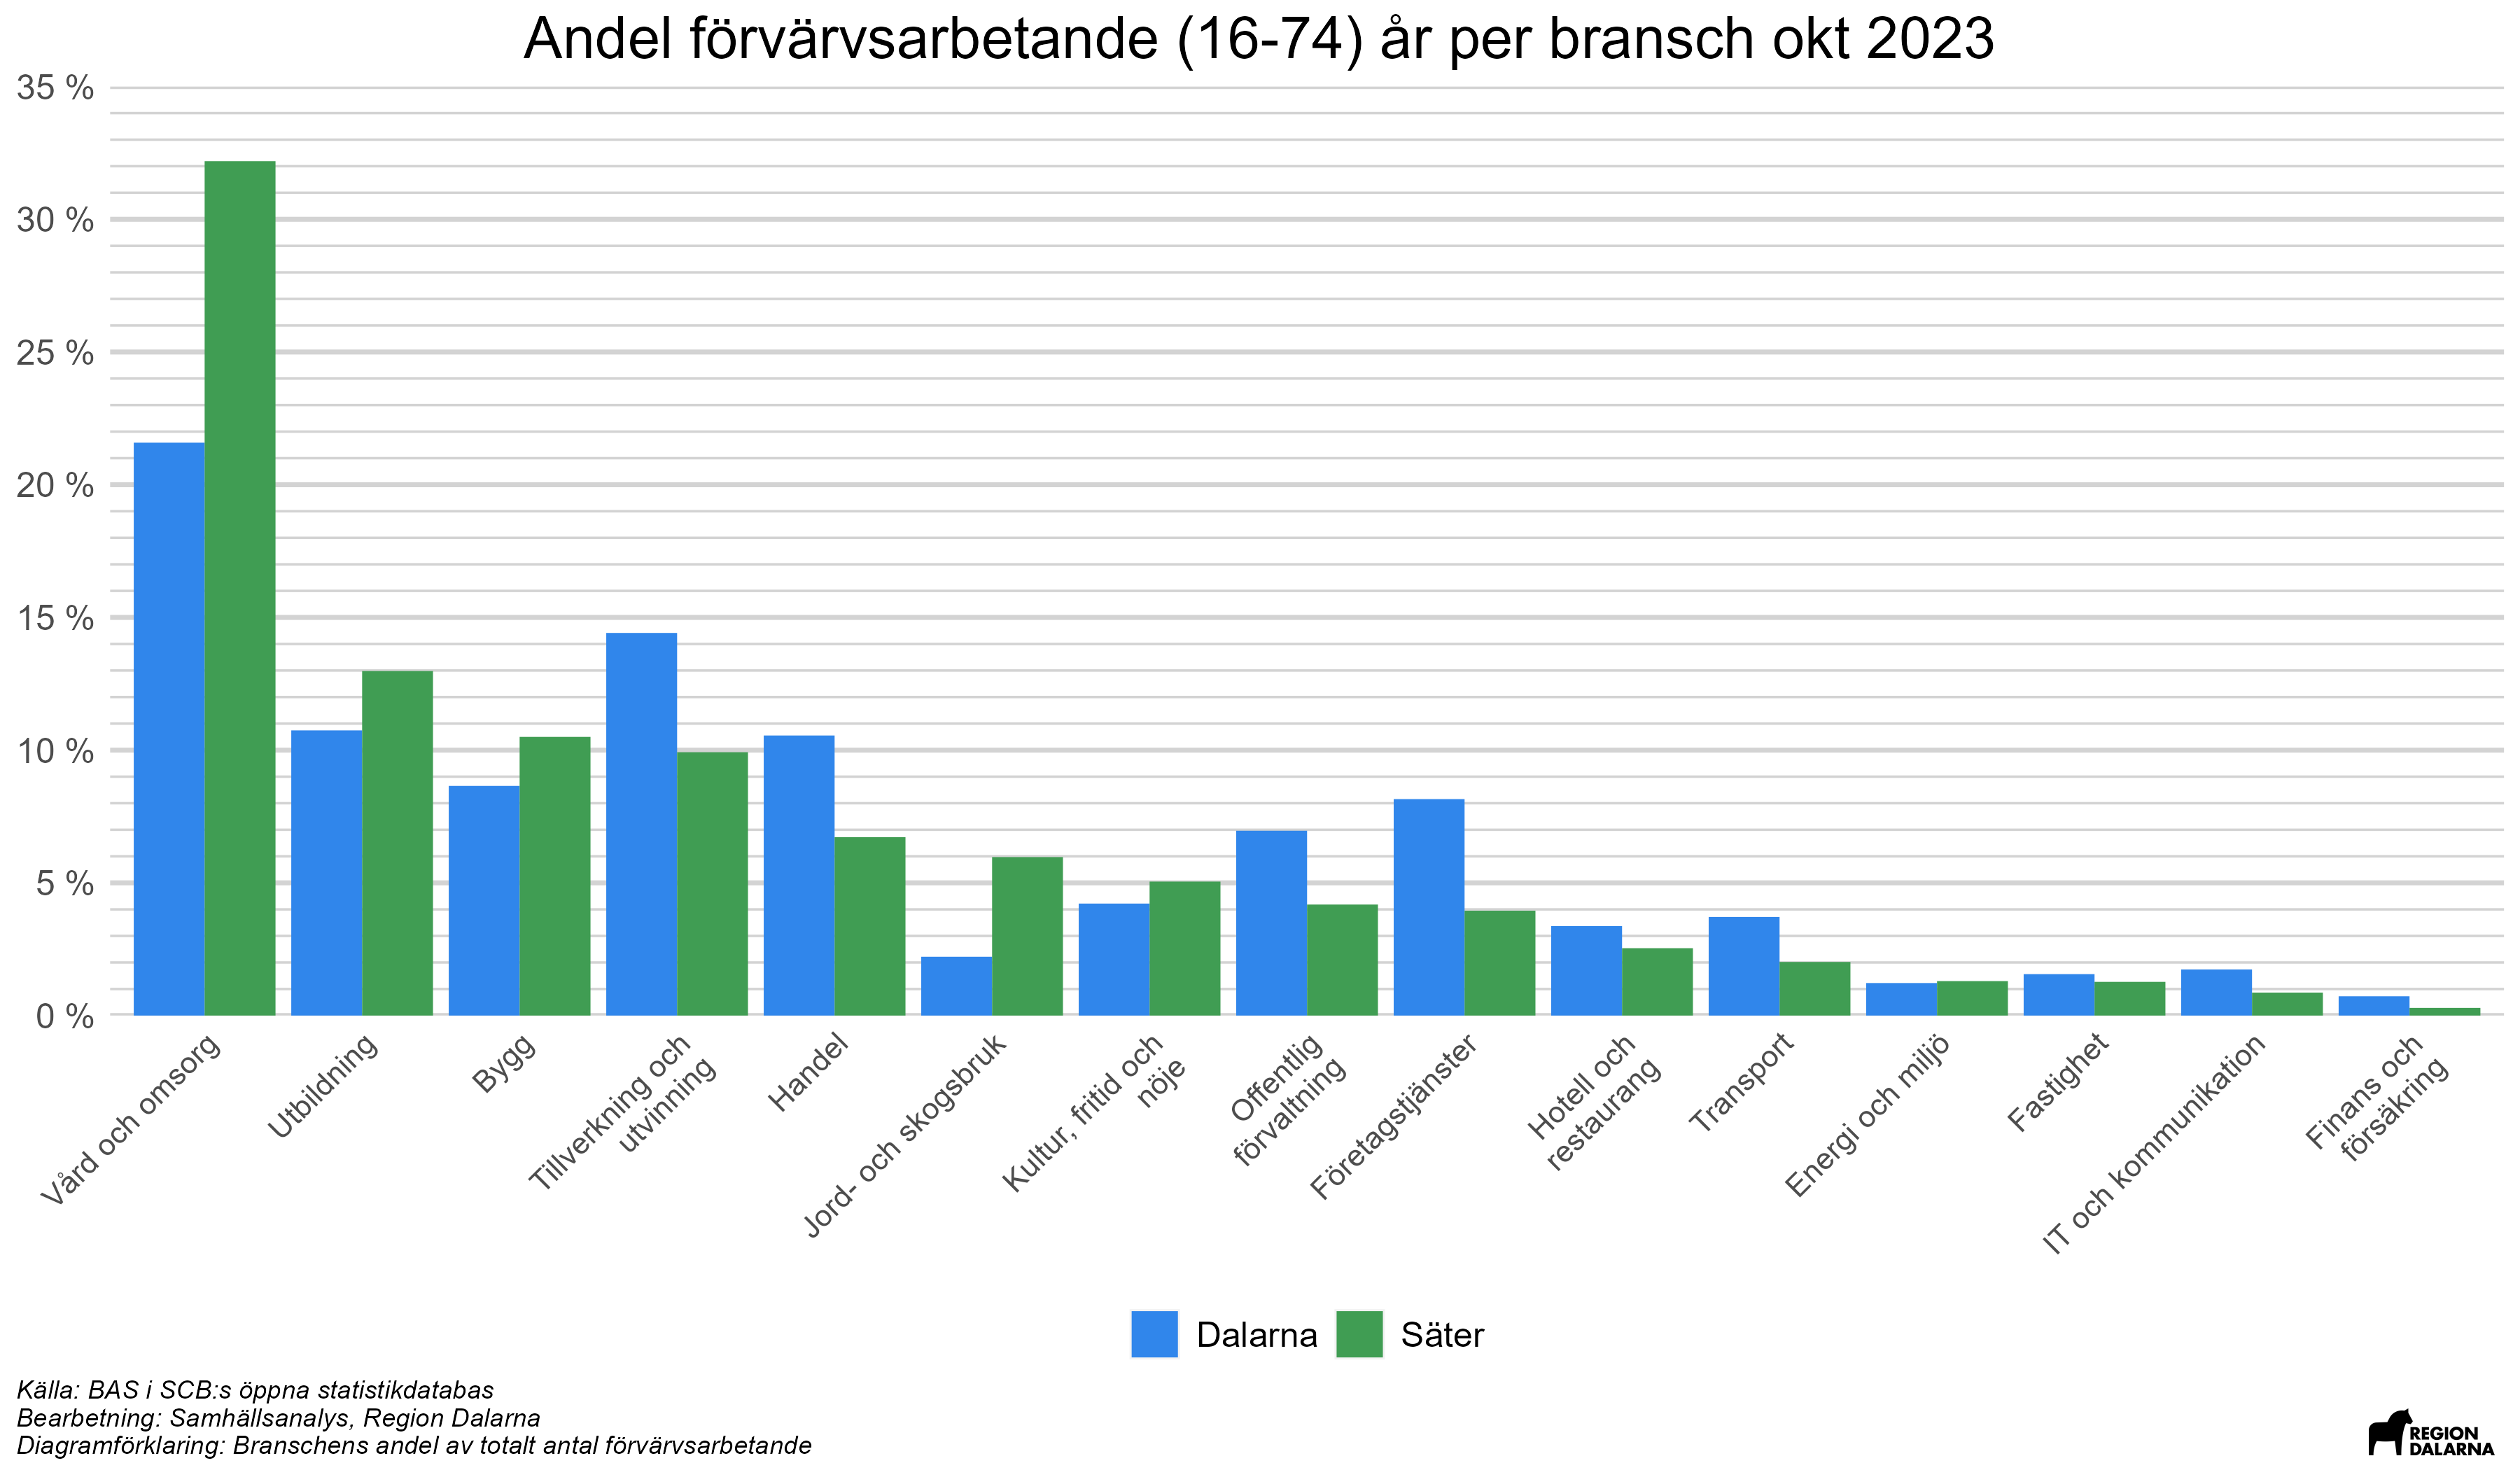 Andel förvärvsarbetande (16-74) år per bransch okt 2023
35 %
30 %
25 %
20 %
15 %
10 %
5 %
0 %
Vård och omsorg
Utbildning
Bygg
Tillverkning och
utvinning
Handel
Jord- och skogsbruk
Kultur, fritid och
nöje
Offentlig
förvaltning
Företagstjänster
Hotell och
restaurang
Transport
Energi och miljö
Fastighet
IT och kommunikation
Finans och
försäkring
Dalarna
Säter
Källa: BAS i SCB:s öppna statistikdatabas
Bearbetning: Samhällsanalys, Region Dalarna
Diagramförklaring: Branschens andel av totalt antal förvärvsarbetande
REGION
DALARNA